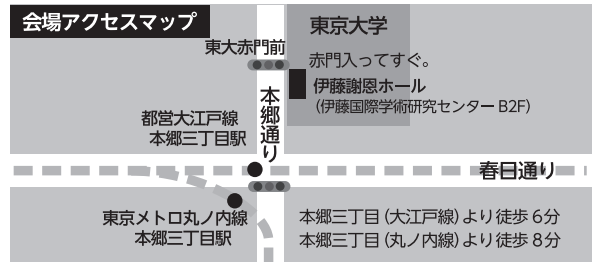 会場アクセスマップ
東京大学
東大赤門前
赤門入ってすぐ。
伊藤謝恩ホール
（伊藤国際学術研究センター B2F）
本郷通り
都営大江戸線
本郷三丁目駅
春日通り
東京メトロ丸ノ内線
本郷三丁目駅
本郷三丁目（大江戸線）より徒歩 6分
本郷三丁目（丸ノ内線）より徒歩 8分